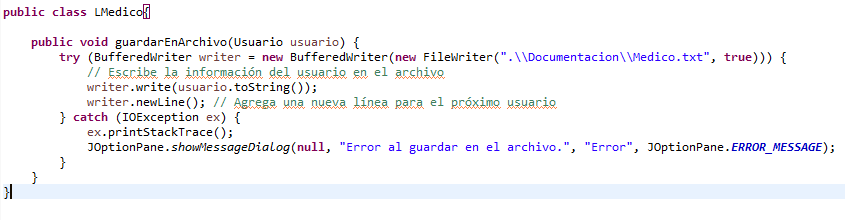 public class LMedico{
public void guardarEnArchivo(Usuario usuario) {
try (BufferedWriter writer = new BufferedWriter(new FileWriter(".\\Documentacion\\Medico.txt", true))) {
// Escribe la información del usuario en el archivo
writer.write(usuario.toString());
writer.newLine(); // Agrega una nueva línea para el próximo usuario
} catch (IOException ex) {
ex.printStackTrace();
JOptionPane.showMessageDialog(null, "Error al guardar en el archivo.", "Error", JOptionPane.ERROR_MESSAGE);
}
}
}